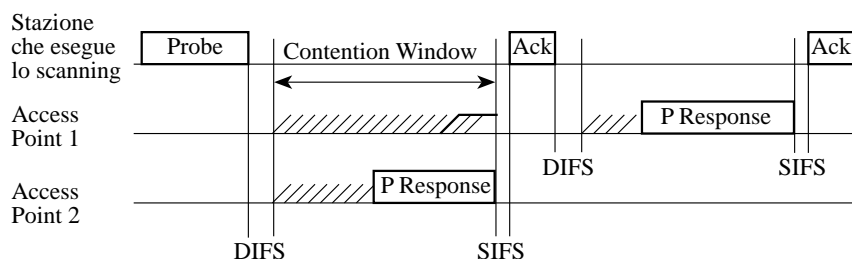 Stazione
che esegue
lo scanning
Probe
Contention Window
Ack
Ack
Access
Point 1
P Response
DIFS
SIFS
Access
Point 2
P Response
DIFS
SIFS